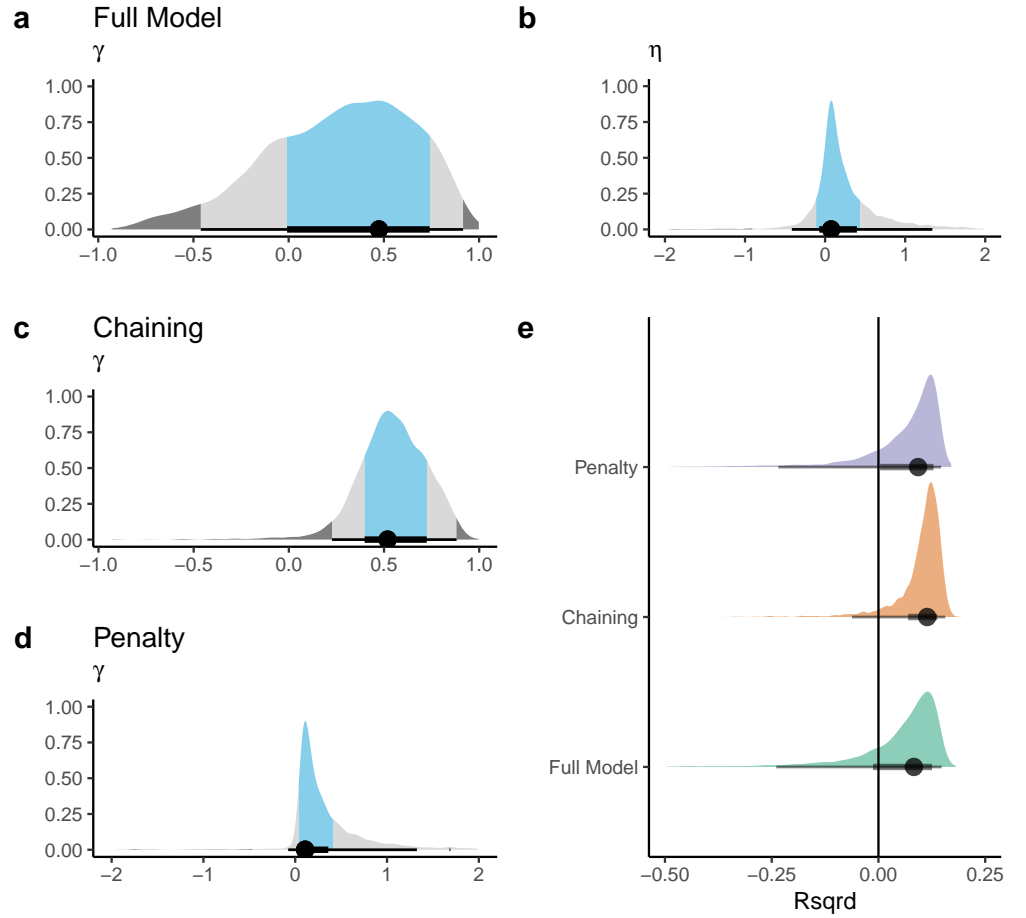 a Full Model
γ
1.00
0.75
0.50
0.25
0.00
−1.0 −0.5 0.0 0.5 1.0
b
η
1.00
0.75
0.50
0.25
0.00
−2 −1 0 1 2
c Chaining
γ
1.00
0.75
0.50
0.25
0.00
−1.0 −0.5 0.0 0.5 1.0
d Penalty
γ
1.00
0.75
0.50
0.25
0.00
−2 −1 0 1 2
e
Penalty
Chaining
Full Model
−0.50 −0.25 0.00 0.25
Rsqrd